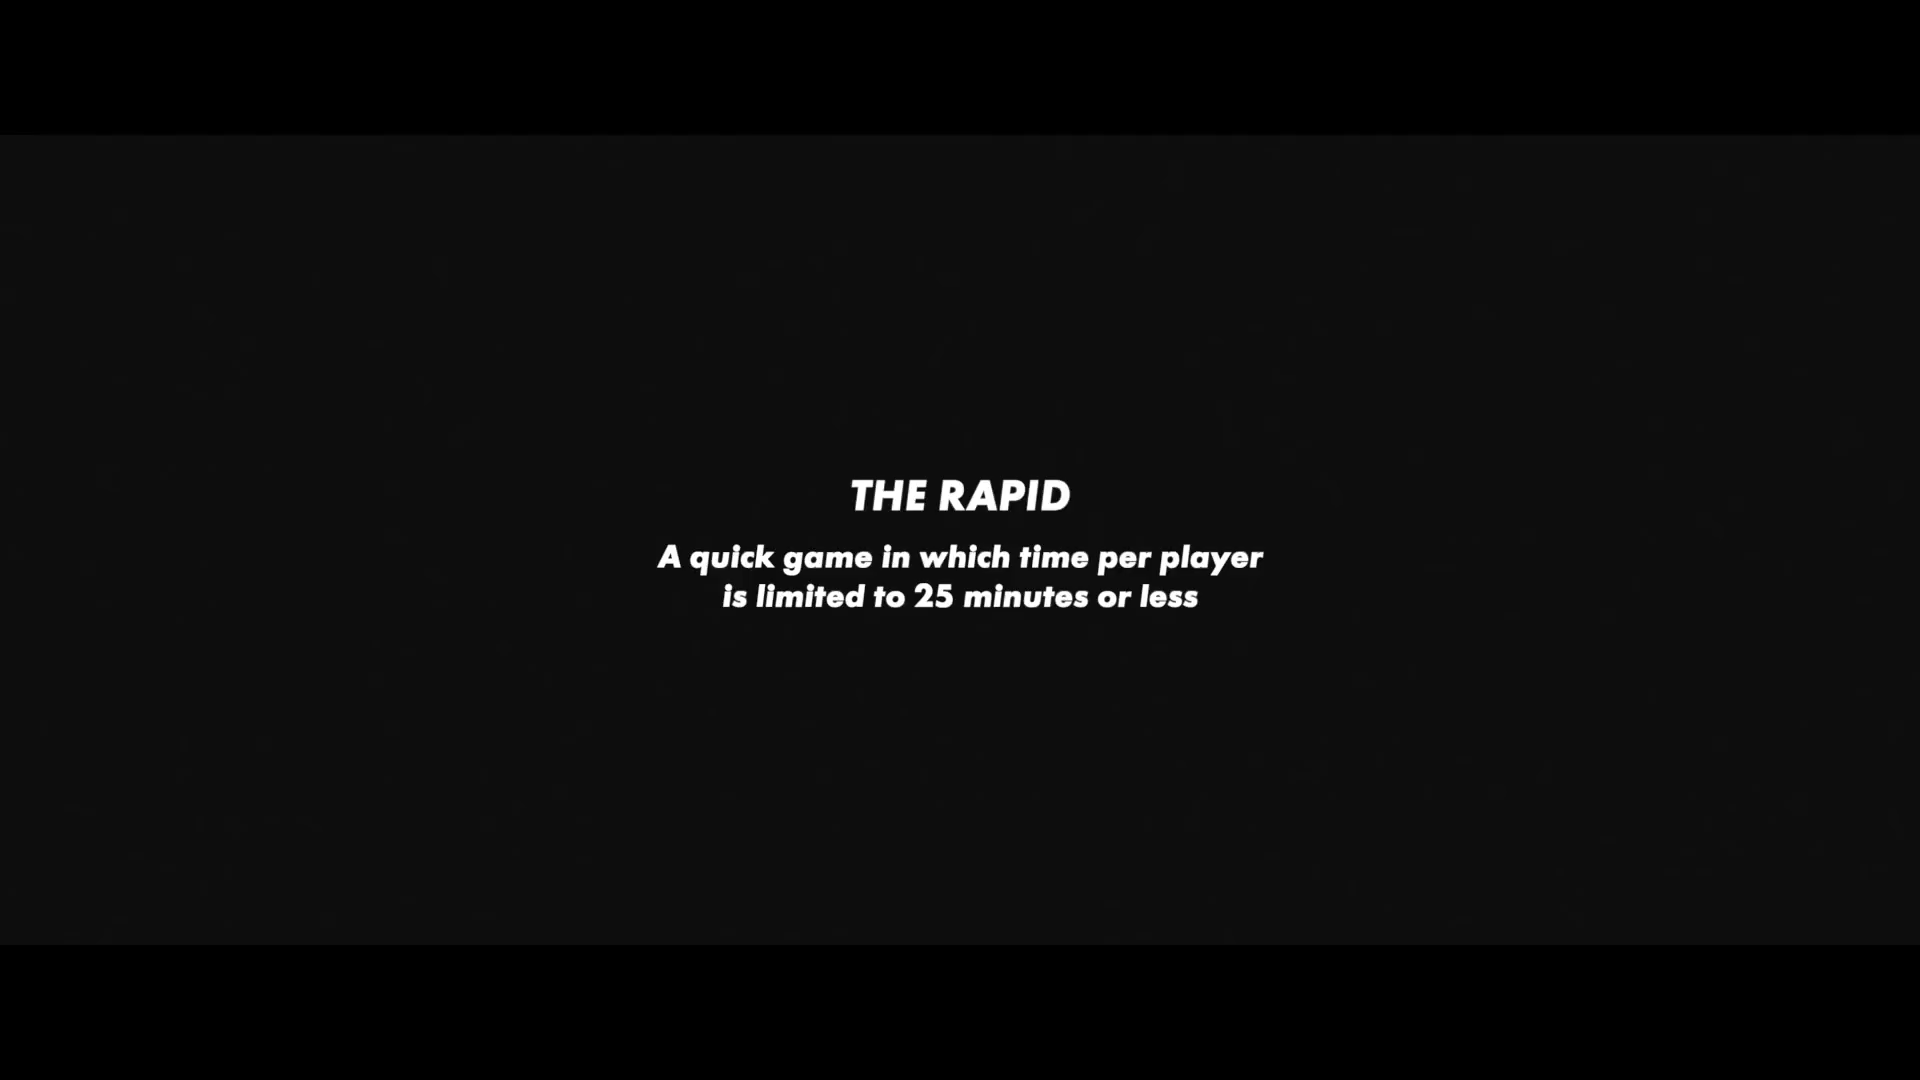 THE RAPID
A quick game in which time per player
is limited to 25 minutes or less